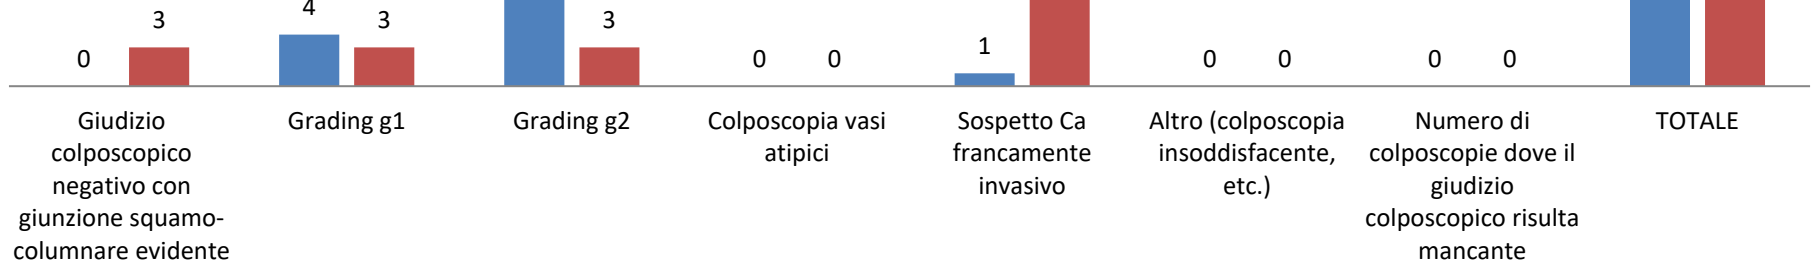 4
3
3
3
1
0
0
0
0
0
0
0
Giudizio
colposcopico
negativo con
giunzione squamo-
columnare evidente
Grading g1
Grading g2
Colposcopia vasi
atipici
Sospetto Ca
francamente
invasivo
Altro (colposcopia
insoddisfacente,
etc.)
Numero di
colposcopie dove il
giudizio
colposcopico risulta
mancante
TOTALE